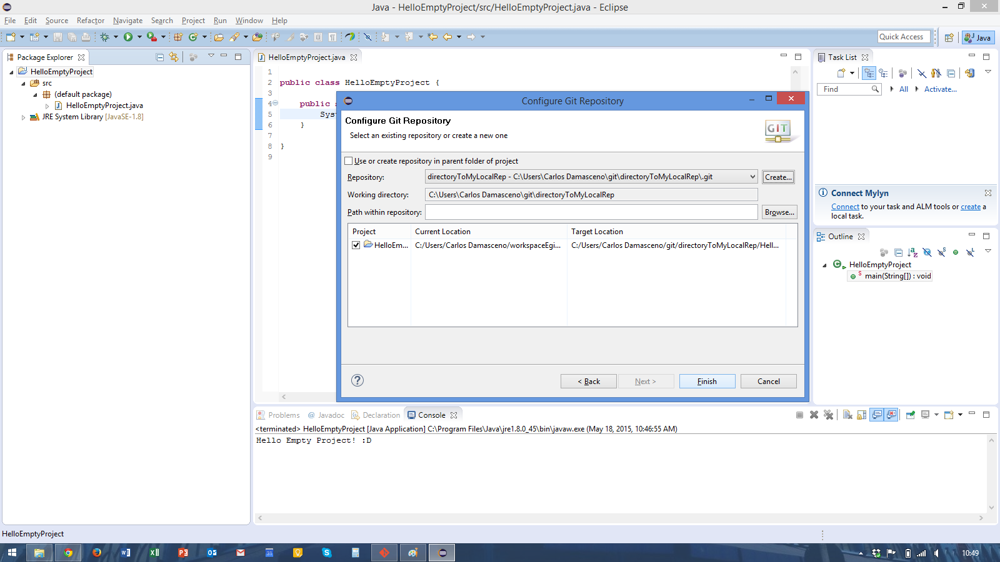 Java - HelloEmptyProject/src/HelloEmptyProject.java - Eclipse
File Edit Source Refactor Navigate Search Project Run Window Help
Quick Access
Java
Package Explorer
HelloEmptyProject
src
(default package)
HelloEmptyProject.java
JRE System Library [JavaSE-1.8]
HelloEmptyProject.java
1
2 public class HelloEmptyProject {
3
4 public s
5 Syst
6 }
7
8 }
9
Configure Git Repository
Configure Git Repository
Select an existing repository or create a new one
GIT
Use or create repository in parent folder of project
Repository: directoryToMyLocalRep - C:\Users\Carlos Damasceno\git\directoryToMyLocalRep\.git Create...
Working directory: C:\Users\Carlos Damasceno\git\directoryToMyLocalRep
Path within repository: Browse...
Project Current Location Target Location
HelloEm... C:/Users/Carlos Damasceno/workspaceEgi... C:/Users/Carlos Damasceno/git/directoryToMyLocalRep/Hell...
< Back Next > Finish Cancel
Task List
Find All Activate...
Connect Mylyn
Connect to your task and ALM tools or create a
local task.
Outline
HelloEmptyProject
main(String[]) : void
Problems @ Javadoc Declaration Console
<terminated> HelloEmptyProject [Java Application] C:\Program Files\Java\jre1.8.0_45\bin\javaw.exe (May 18, 2015, 10:46:55 AM)
Hello Empty Project! :D
HelloEmptyProject
10:49